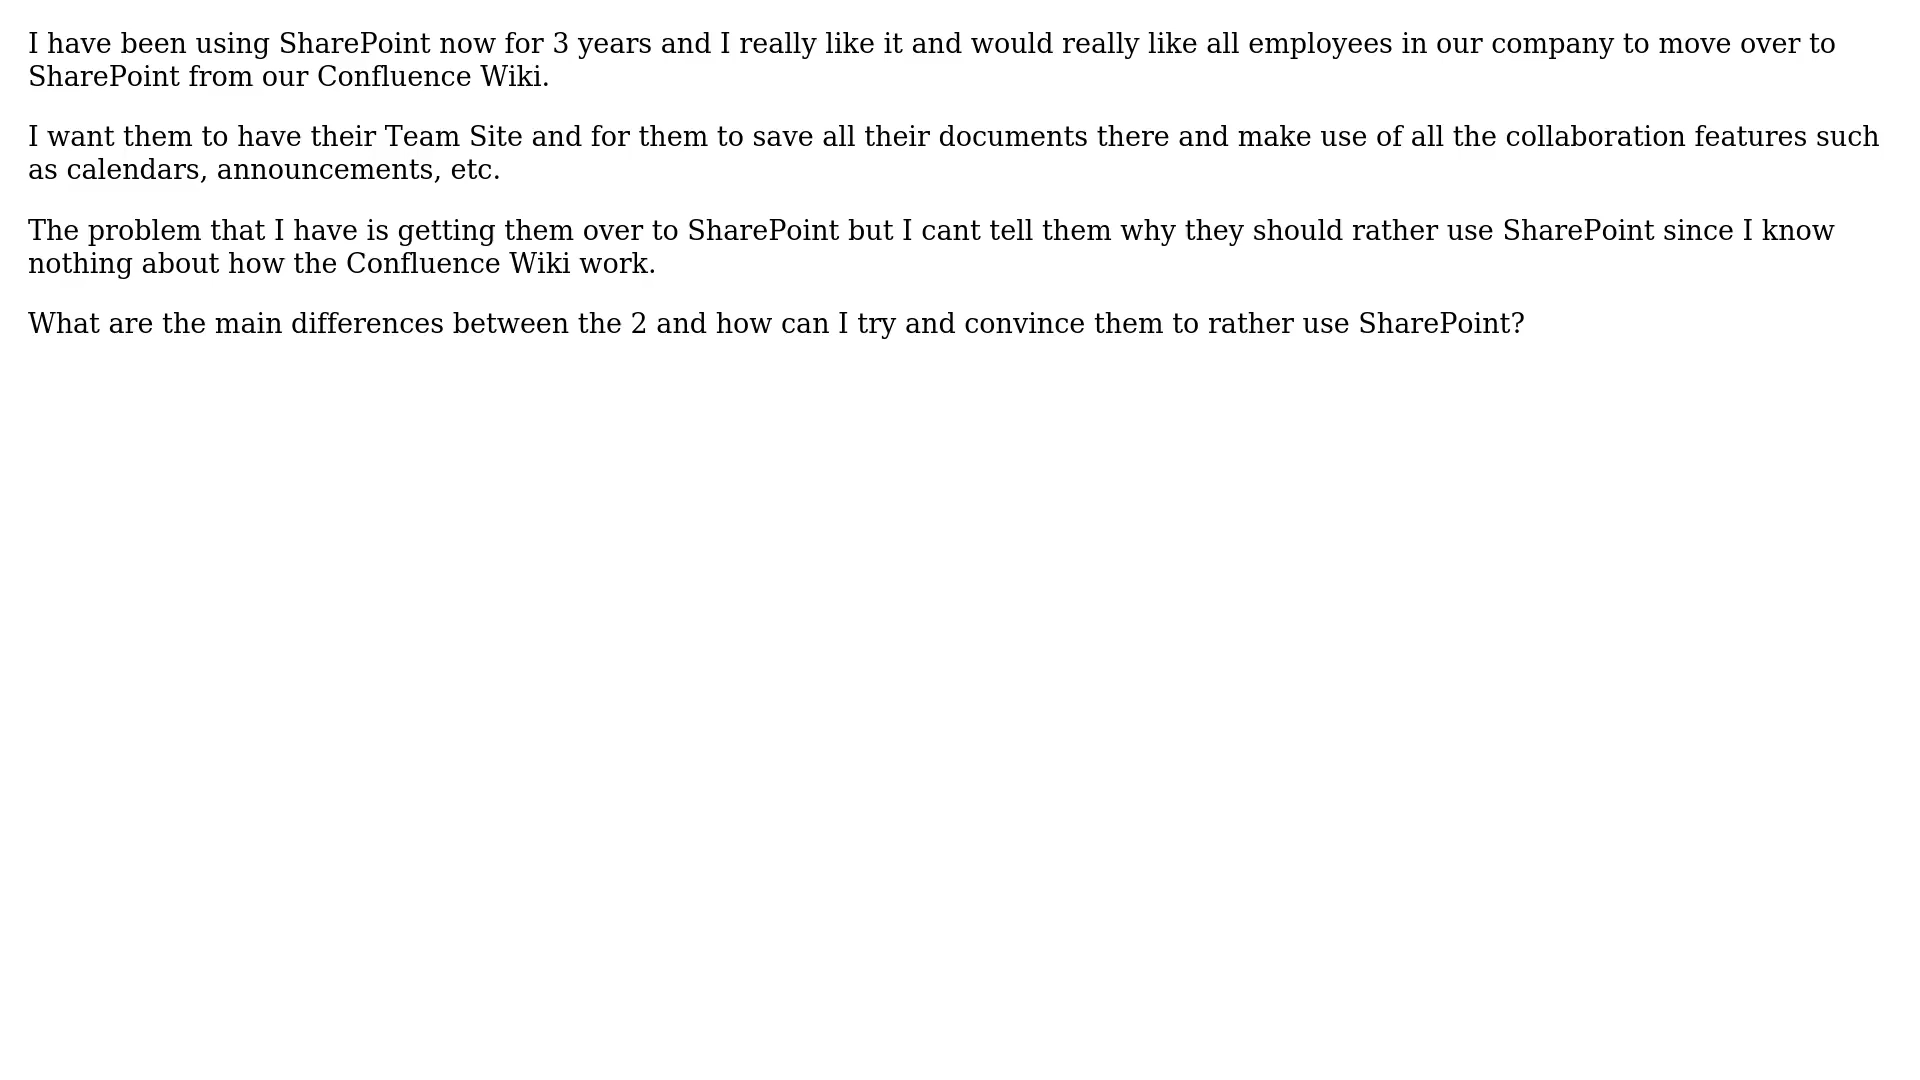 I have been using SharePoint now for 3 years and I really like it and would really like all employees in our company to move over to
SharePoint from our Confluence Wiki.
I want them to have their Team Site and for them to save all their documents there and make use of all the collaboration features such
as calendars, announcements, etc.
The problem that I have is getting them over to SharePoint but I cant tell them why they should rather use SharePoint since I know
nothing about how the Confluence Wiki work.
What are the main differences between the 2 and how can I try and convince them to rather use SharePoint?